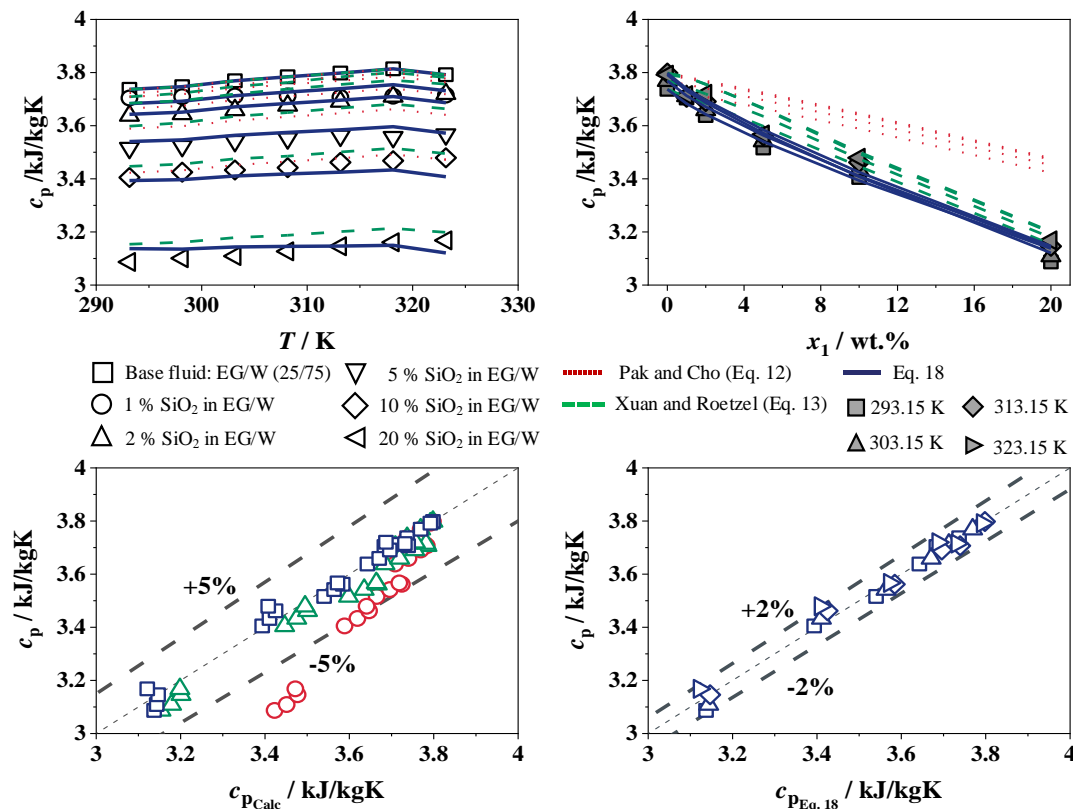 4
3.8
3.6
3.4
3.2
3
290
300
310
320
330
cp /kJ/kgK
T / K
4
3.8
3.6
3.4
3.2
3
0
4
8
12
16
20
cp /kJ/kgK
x1 / wt.%
Base fluid: EG/W (25/75)
1 % SiO2 in EG/W
2 % SiO2 in EG/W
5 % SiO2 in EG/W
10 % SiO2 in EG/W
20 % SiO2 in EG/W
Pak and Cho (Eq. 12)
Xuan and Roetzel (Eq. 13)
Eq. 18
293.15 K
313.15 K
303.15 K
323.15 K
4
3.8
3.6
3.4
3.2
3
3
3.2
3.4
3.6
3.8
4
cp / kJ/kgK
+5%
-5%
cpCalc / kJ/kgK
4
3.8
3.6
3.4
3.2
3
3
3.2
3.4
3.6
3.8
4
cp / kJ/kgK
+2%
-2%
cpEq. 18 / kJ/kgK